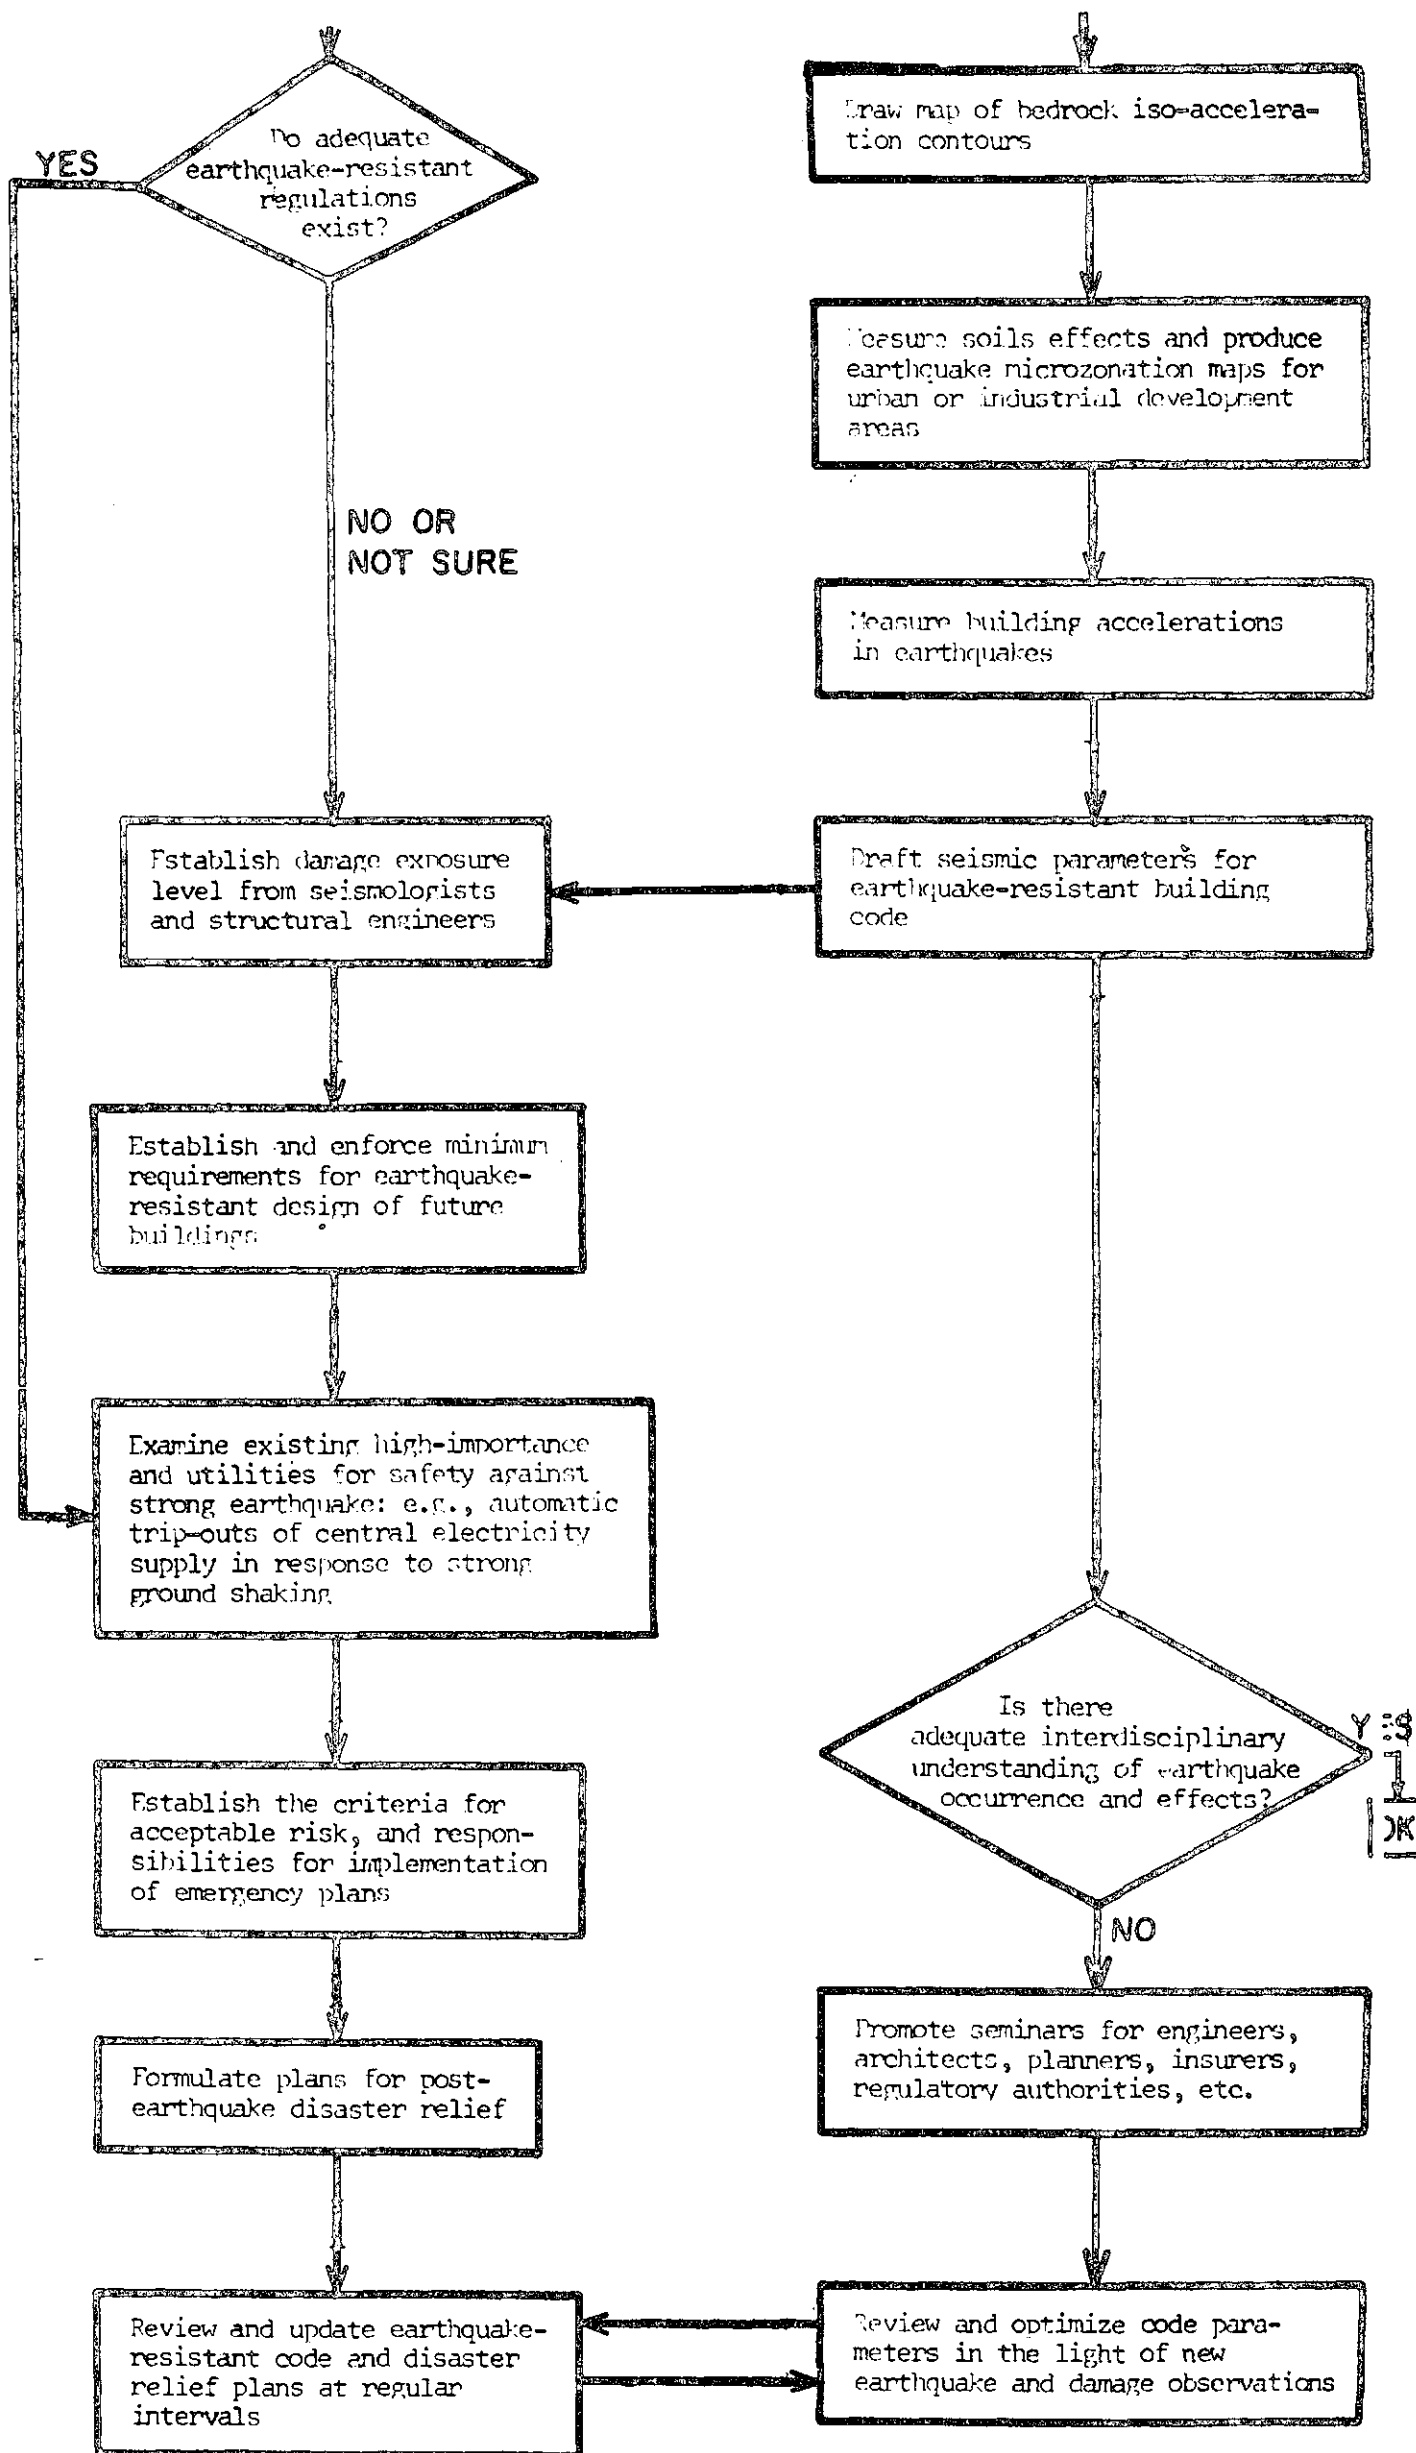 Do adequate
earthquake-resistant
regulations
exist?
YES
NO OR
NOT SURE
Establish damage exposure
level from seismologists
and structural engineers
Establish and enforce minimum
requirements for earthquake-
resistant design of future
buildings
Examine existing high-importance
and utilities for safety against
strong earthquake: e.g., automatic
trip-outs of central electricity
supply in response to strong
ground shaking
Establish the criteria for
acceptable risk, and respon-
sibilities for implementation
of emergency plans
Formulate plans for post-
earthquake disaster relief
Review and update earthquake-
resistant code and disaster
relief plans at regular
intervals
Draw map of bedrock iso-accelera-
tion contours
Measure soils effects and produce
earthquake microzonation maps for
urban or industrial development
areas
Measure building accelerations
in earthquakes
Draft seismic parameters for
earthquake-resistant building
code
Is there
adequate interdisciplinary
understanding of earthquake
occurrence and effects?
YES
OK
NO
Promote seminars for engineers,
architects, planners, insurers,
regulatory authorities, etc.
Review and optimize code para-
meters in the light of new
earthquake and damage observations